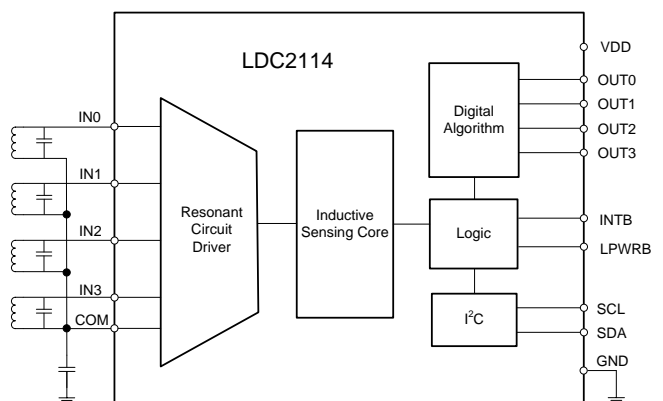 LDC2114
VDD
OUT0
OUT1
OUT2
OUT3
Digital
Algorithm
IN0
IN1
IN2
IN3
COM
Resonant
Circuit
Driver
Inductive
Sensing Core
Logic
INTB
LPWRB
I²C
SCL
SDA
GND